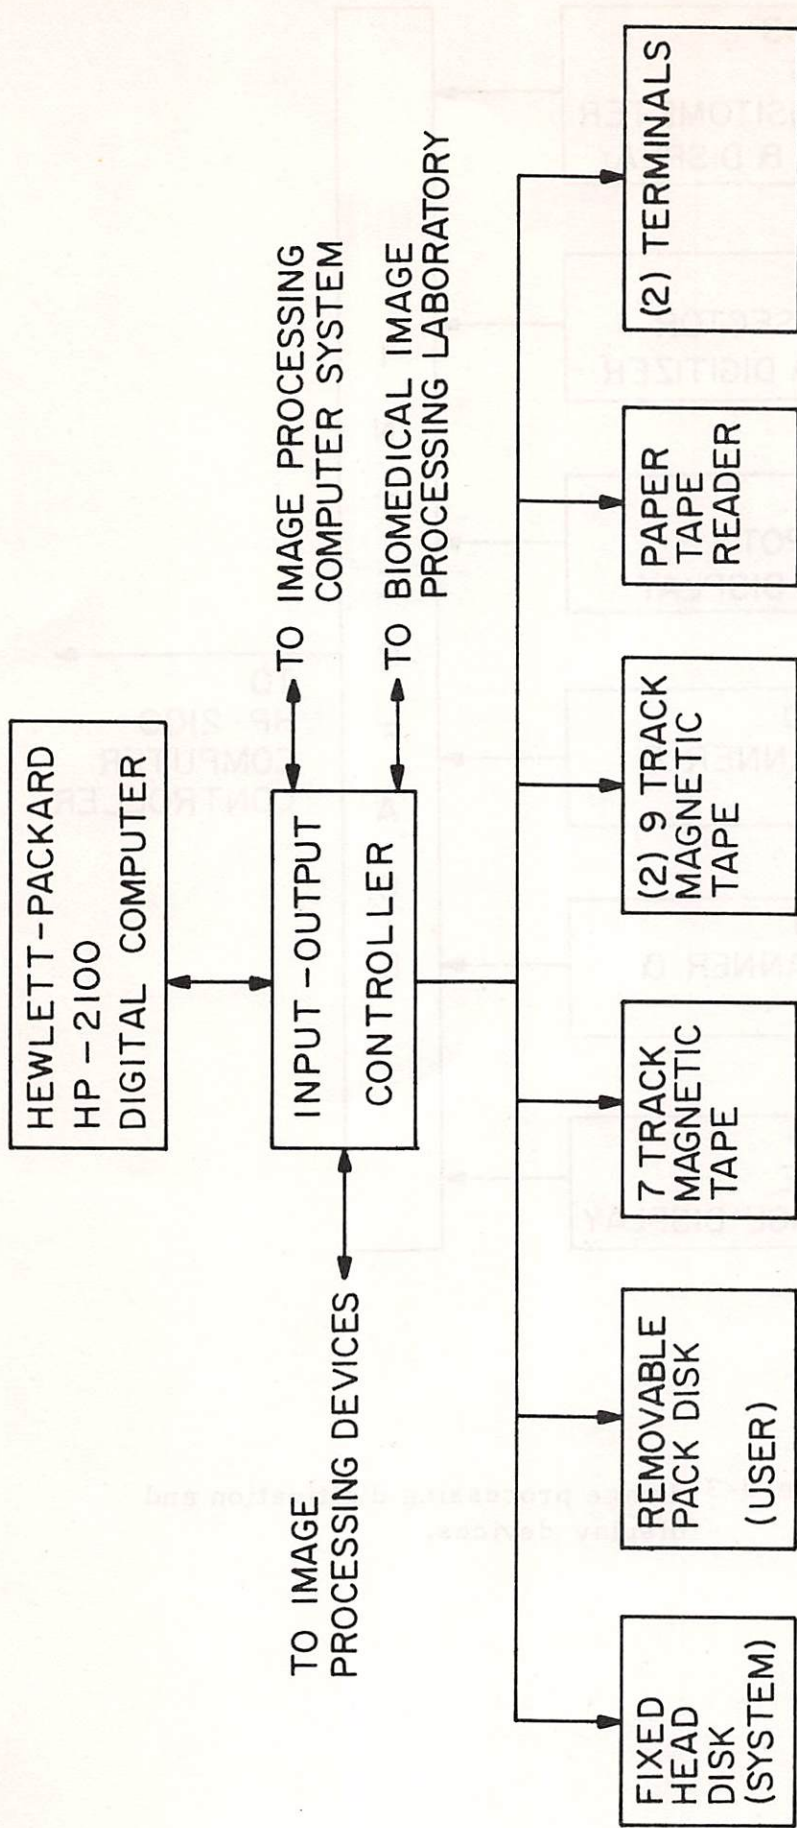 HEWLETT-PACKARD
HP-2100
DIGITAL COMPUTER
INPUT-OUTPUT
CONTROLLER
TO IMAGE PROCESSING
COMPUTER SYSTEM
TO BIOMEDICAL IMAGE
PROCESSING LABORATORY
TO IMAGE
PROCESSING DEVICES
FIXED
HEAD
DISK
(SYSTEM)
REMOVABLE
PACK DISK
(USER)
7 TRACK
MAGNETIC
TAPE
(2) 9 TRACK
MAGNETIC
TAPE
PAPER
TAPE
READER
(2) TERMINALS